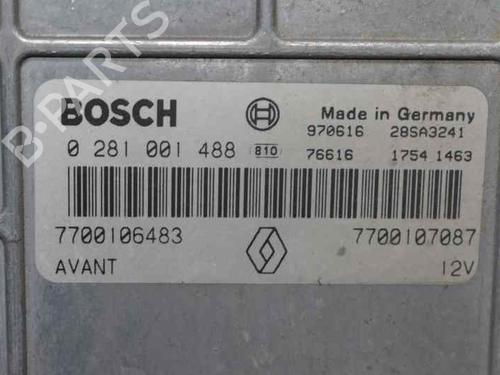 B-PARTS
BOSCH Made in Germany
970616 28SA3241
0 281 001 488 810 76616 1754 1463
7700106483 7700107087
AVANT 12V